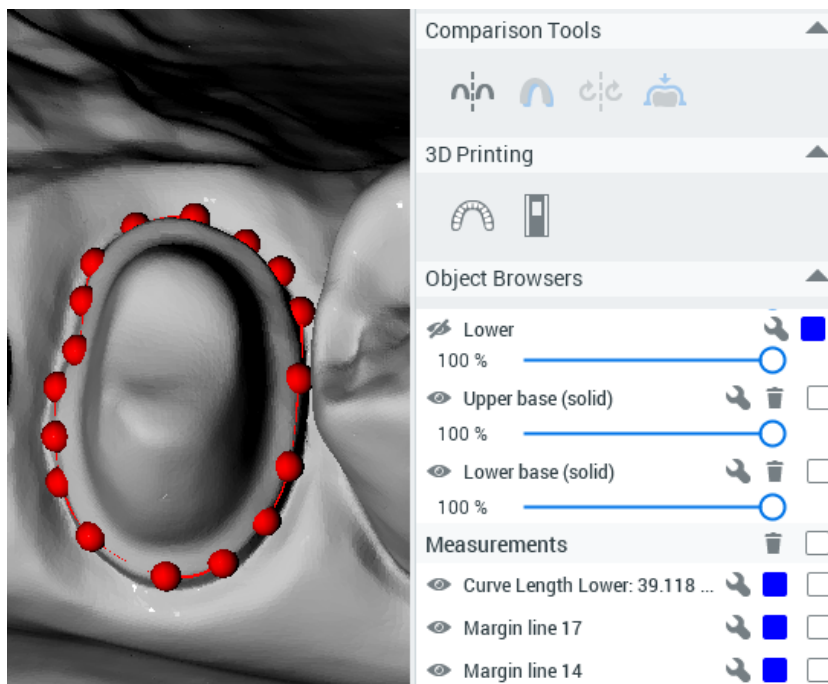 Comparison Tools
3D Printing
Object Browsers
Lower
100 %
Upper base (solid)
100 %
Lower base (solid)
100 %
Measurements
Curve Length Lower: 39.118 ...
Margin line 17
Margin line 14